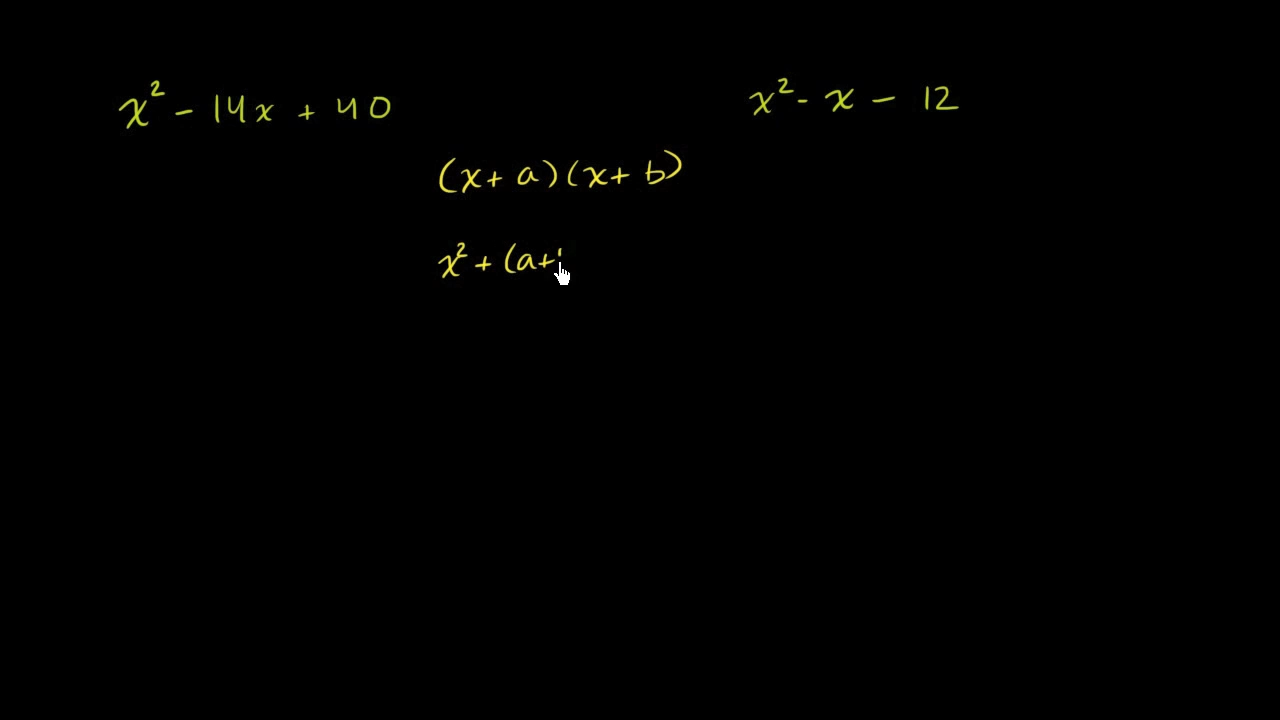 x² - 14x + 40
x² - x - 12
(x + a)(x + b)
x² + (a+